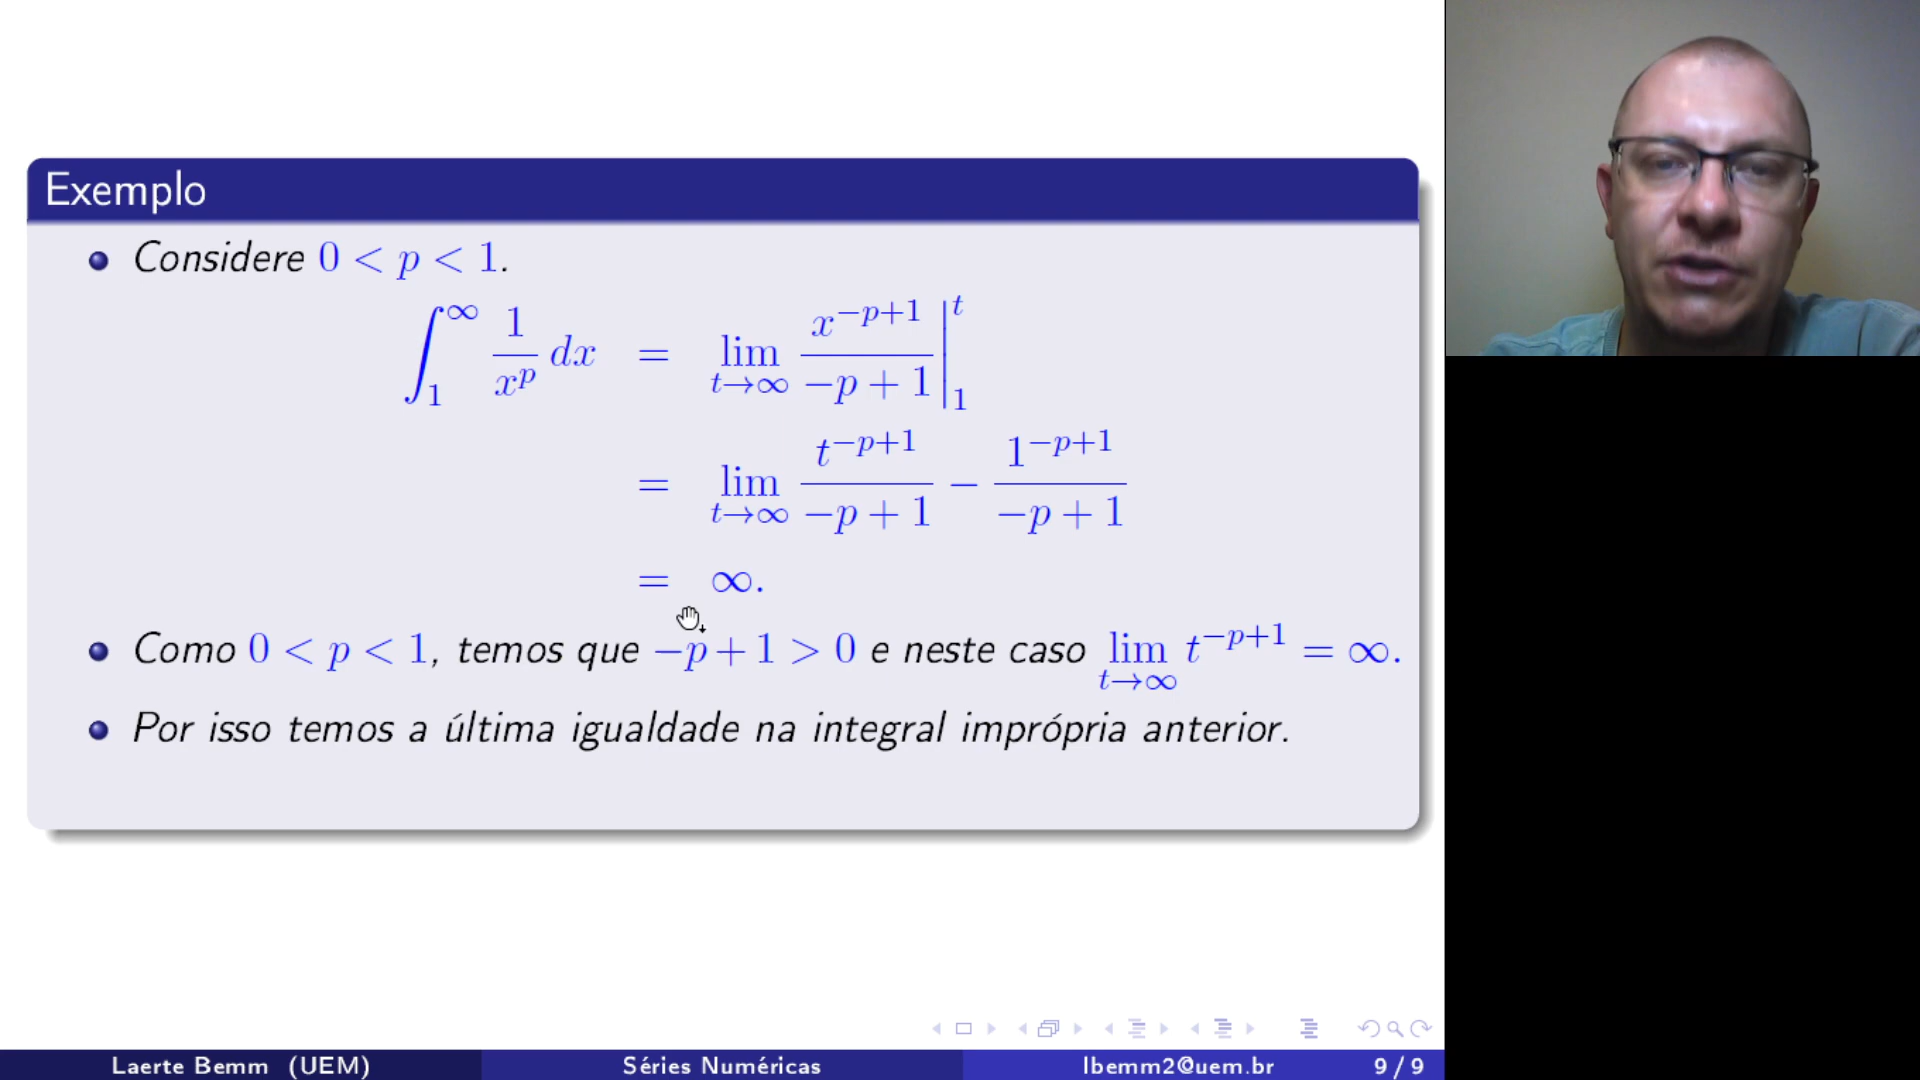 Exemplo
Considere 0 < p < 1.
∫_1^∞ 1/x^p dx = lim_{t→∞} x^{-p+1}/(-p + 1) |_1^t
= lim_{t→∞} t^{-p+1}/(-p + 1) − 1^{-p+1}/(-p + 1)
= ∞.
Como 0 < p < 1, temos que −p + 1 > 0 e neste caso lim_{t→∞} t^{-p+1} = ∞.
Por isso temos a última igualdade na integral imprópria anterior.
Laerte Bemm (UEM) Séries Numéricas lbemm2@uem.br 9 / 9